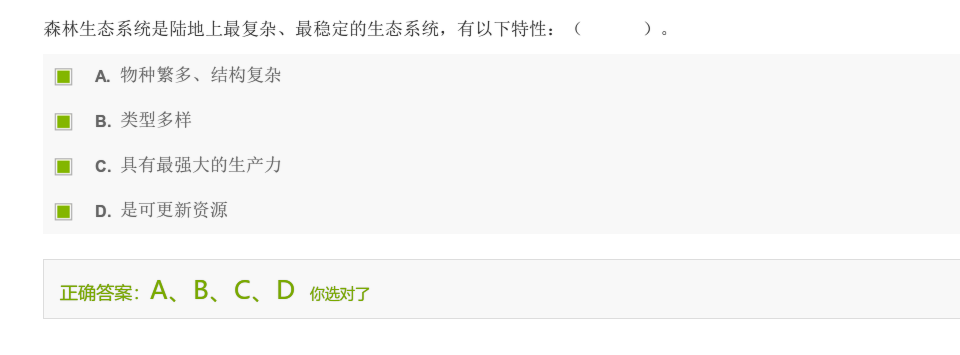 森林生态系统是陆地上最复杂、最稳定的生态系统，有以下特性：（　　）。
A. 物种繁多、结构复杂
B. 类型多样
C. 具有最强大的生产力
D. 是可更新资源
正确答案：A、B、C、D 你选对了